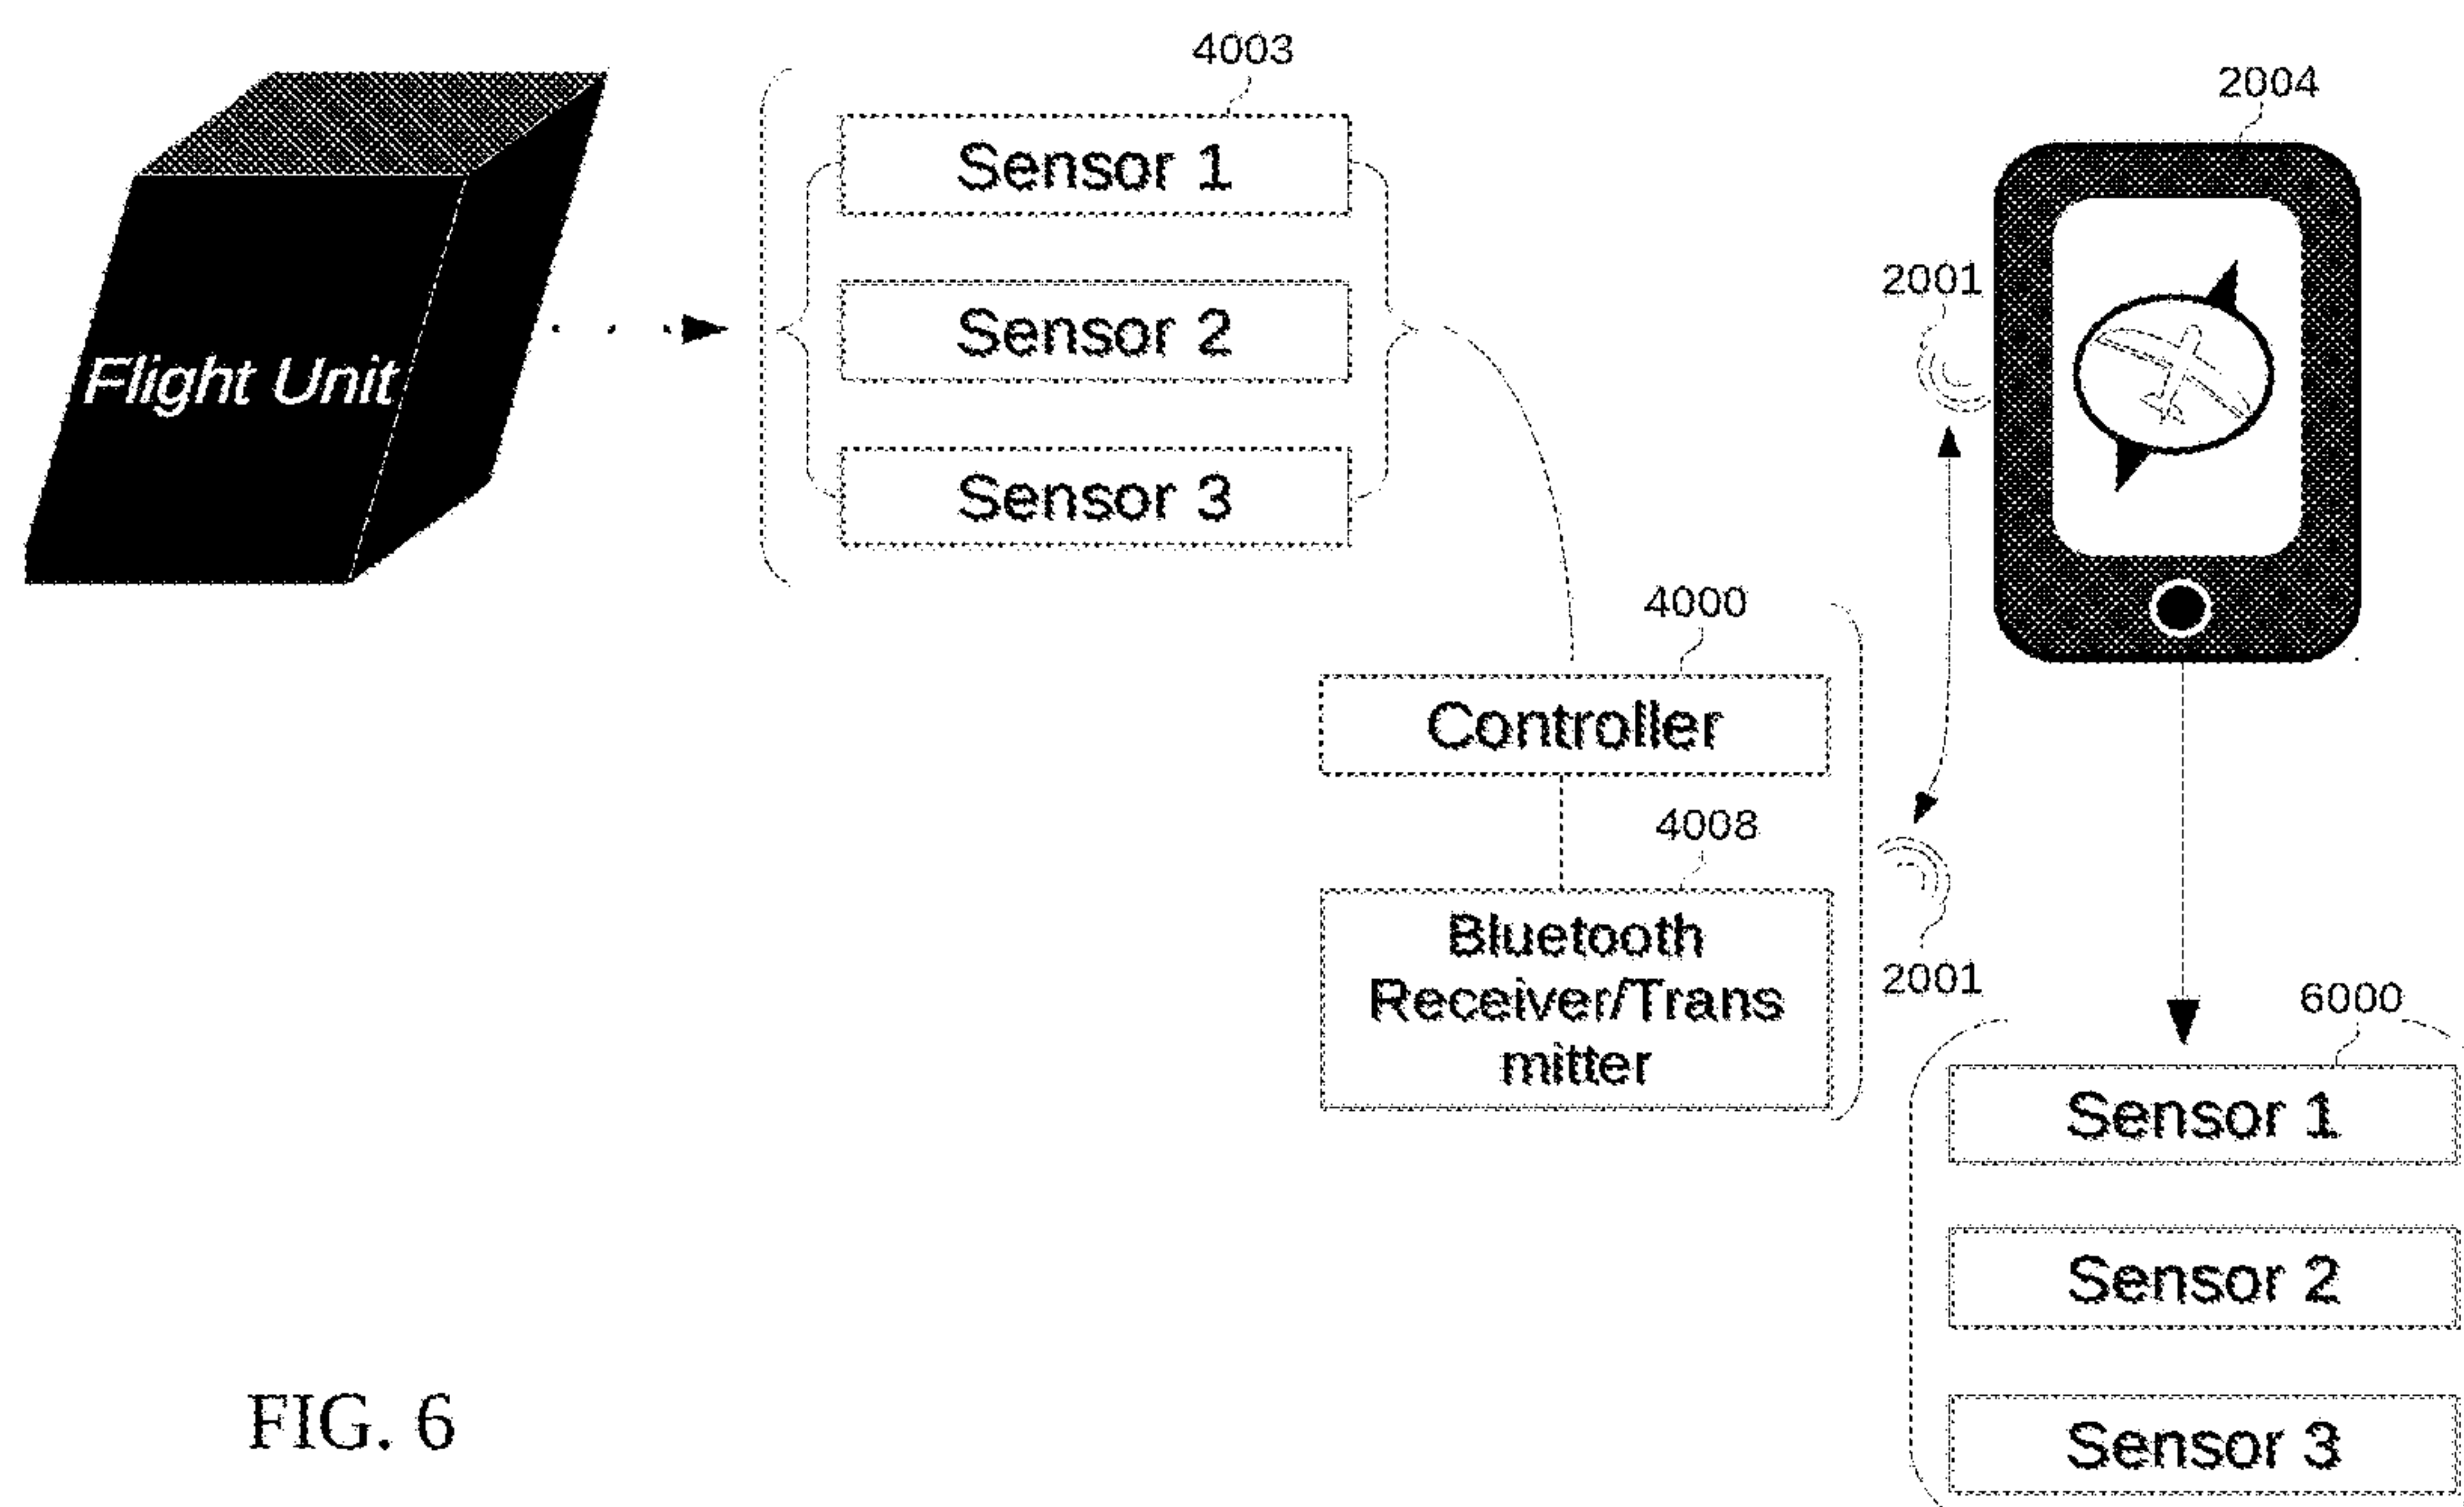 4003
Sensor 1
Sensor 2
Sensor 3
Flight Unit
2004
2001
4000
Controller
4008
Bluetooth
Receiver/Trans
mitter
2001
6000
Sensor 1
Sensor 2
Sensor 3
FIG. 6